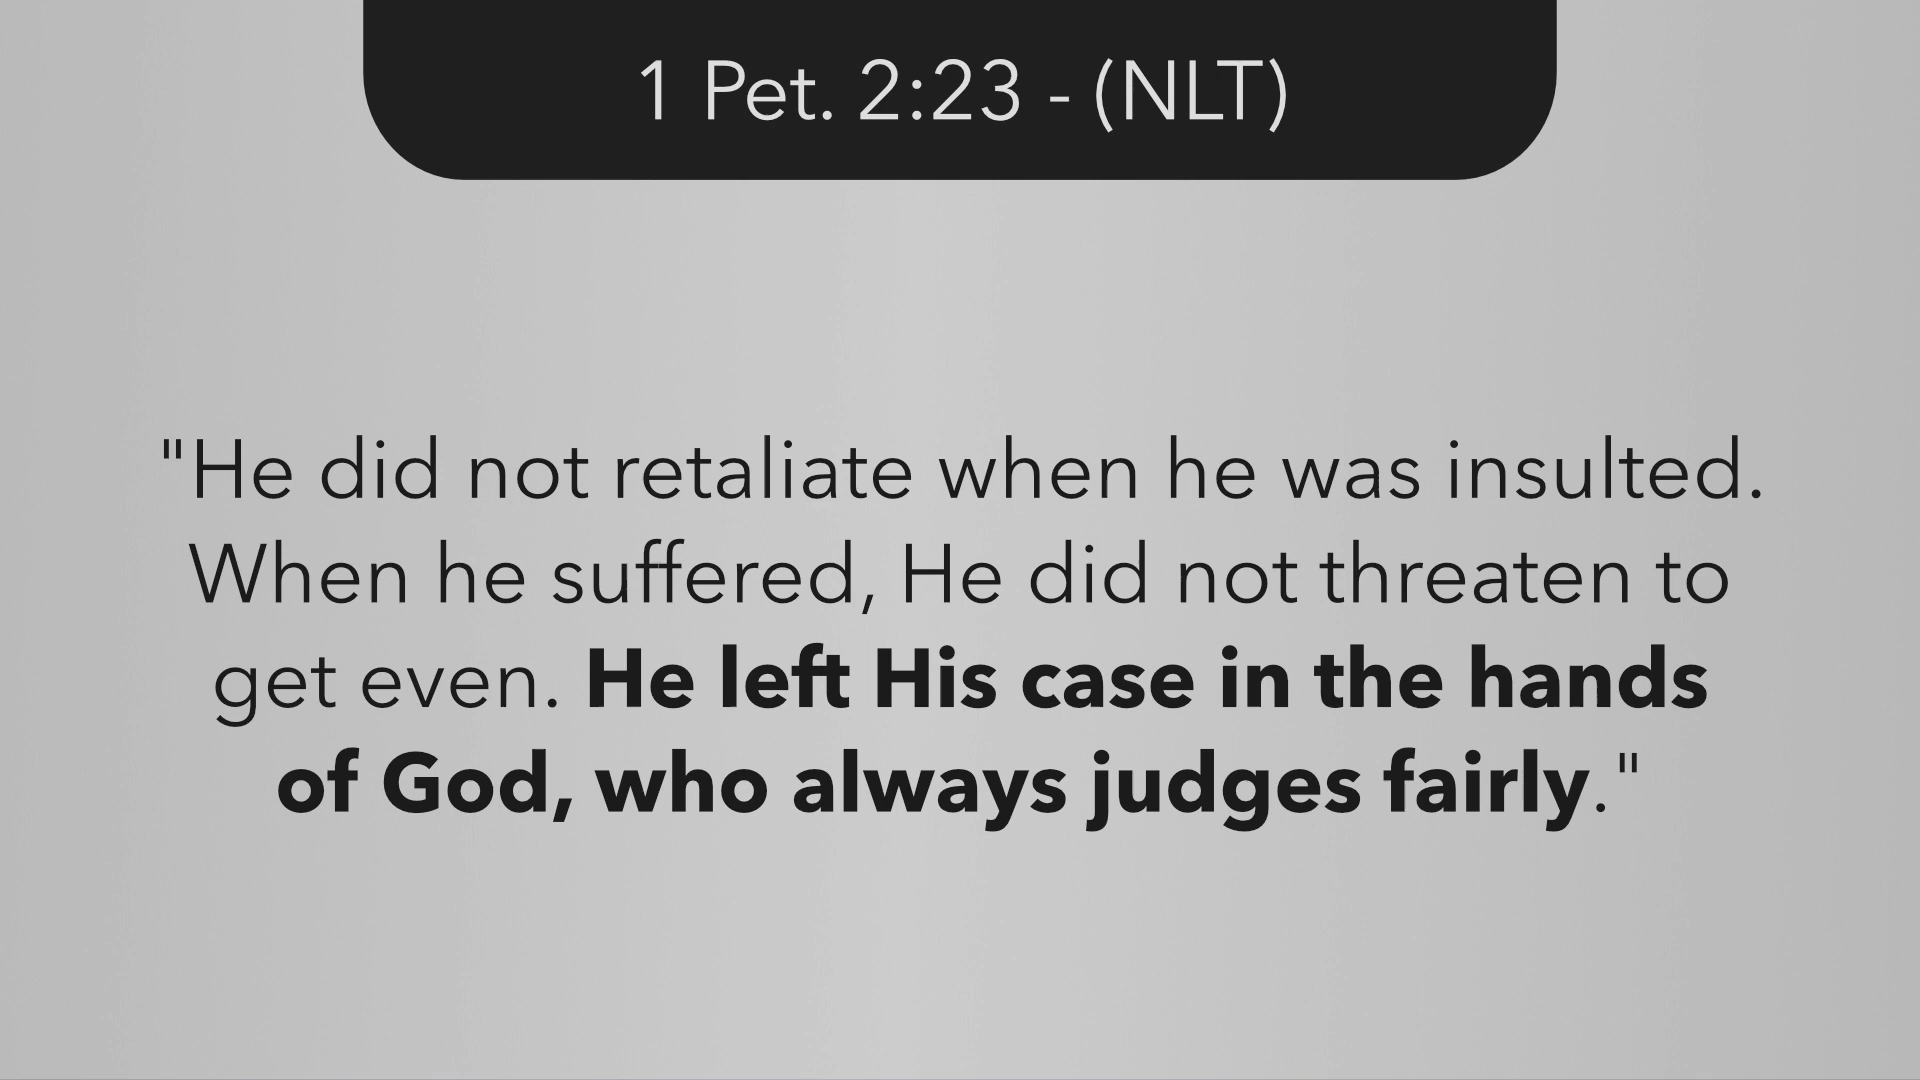 1 Pet. 2:23 - (NLT)
"He did not retaliate when he was insulted.
When he suffered, He did not threaten to
get even. He left His case in the hands
of God, who always judges fairly."